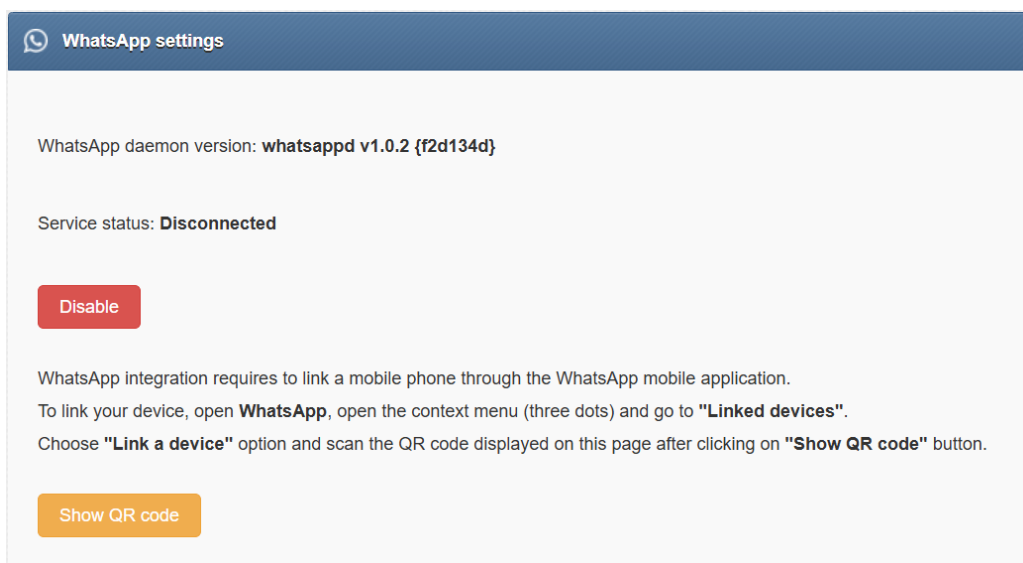 WhatsApp settings
WhatsApp daemon version: whatsappd v1.0.2 {f2d134d}
Service status: Disconnected
Disable
WhatsApp integration requires to link a mobile phone through the WhatsApp mobile application.
To link your device, open WhatsApp, open the context menu (three dots) and go to "Linked devices".
Choose "Link a device" option and scan the QR code displayed on this page after clicking on "Show QR code" button.
Show QR code